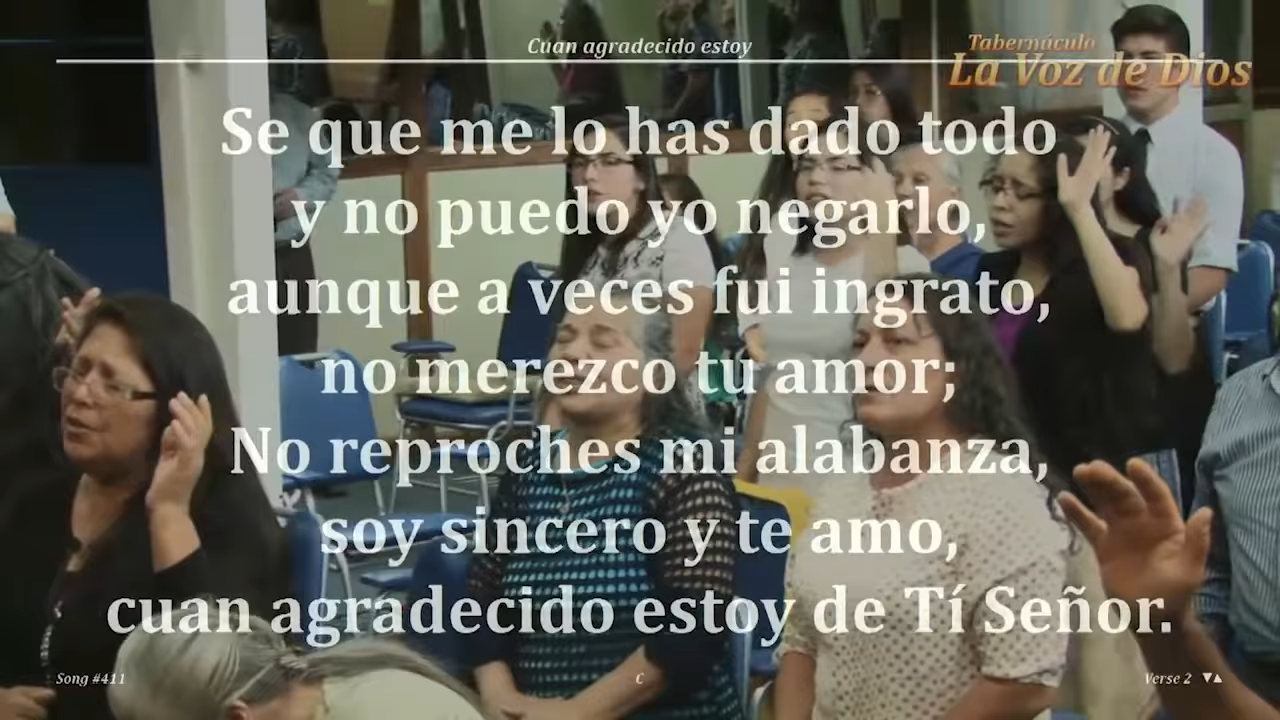 Cuan agradecido estoy
Tabernáculo
La Voz de Dios
Se que me lo has dado todo
y no puedo yo negarlo,
aunque a veces fui ingrato,
no merezco tu amor;
No reproches mi alabanza,
soy sincero y te amo,
cuan agradecido estoy de Tí Señor.
Song #411
C
Verse 2 ▼▲